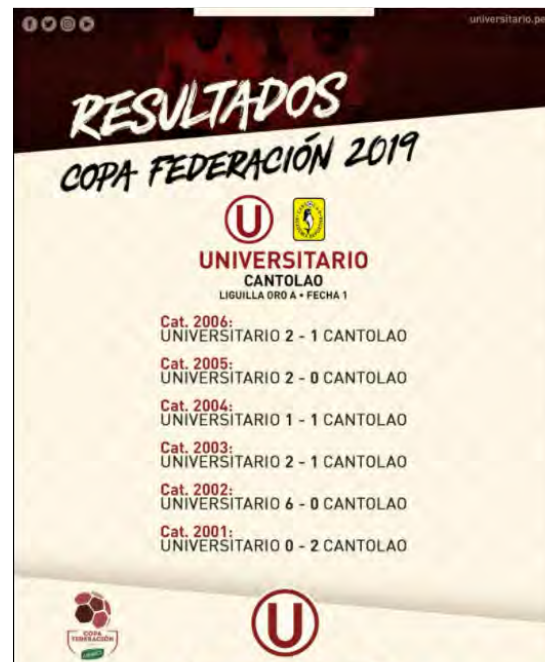 universitario.pe
RESULTADOS
COPA FEDERACIÓN 2019
U
UNIVERSITARIO
CANTOLAO
LIGUILLA ORO A • FECHA 1
Cat. 2006:
UNIVERSITARIO 2 - 1 CANTOLAO
Cat. 2005:
UNIVERSITARIO 2 - 0 CANTOLAO
Cat. 2004:
UNIVERSITARIO 1 - 1 CANTOLAO
Cat. 2003:
UNIVERSITARIO 2 - 1 CANTOLAO
Cat. 2002:
UNIVERSITARIO 6 - 0 CANTOLAO
Cat. 2001:
UNIVERSITARIO 0 - 2 CANTOLAO
COPA
FEDERACIÓN
U